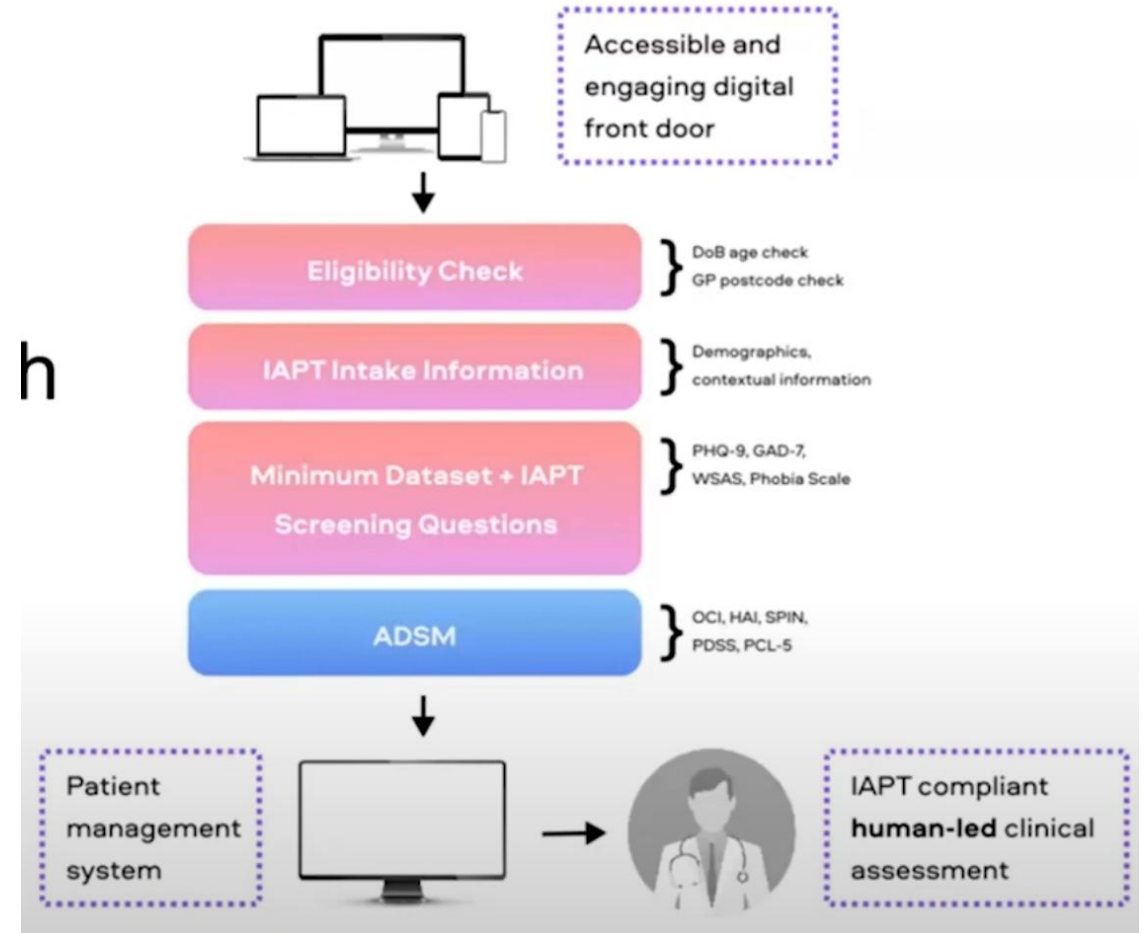 Accessible and
engaging digital
front door
Eligibility Check
DoB age check
GP postcode check
h
IAPT Intake Information
Demographics,
contextual information
Minimum Dataset + IAPT
Screening Questions
PHQ-9, GAD-7,
WSAS, Phobia Scale
ADSM
OCI, HAI, SPIN,
PDSS, PCL-5
Patient
management
system
IAPT compliant
human-led clinical
assessment